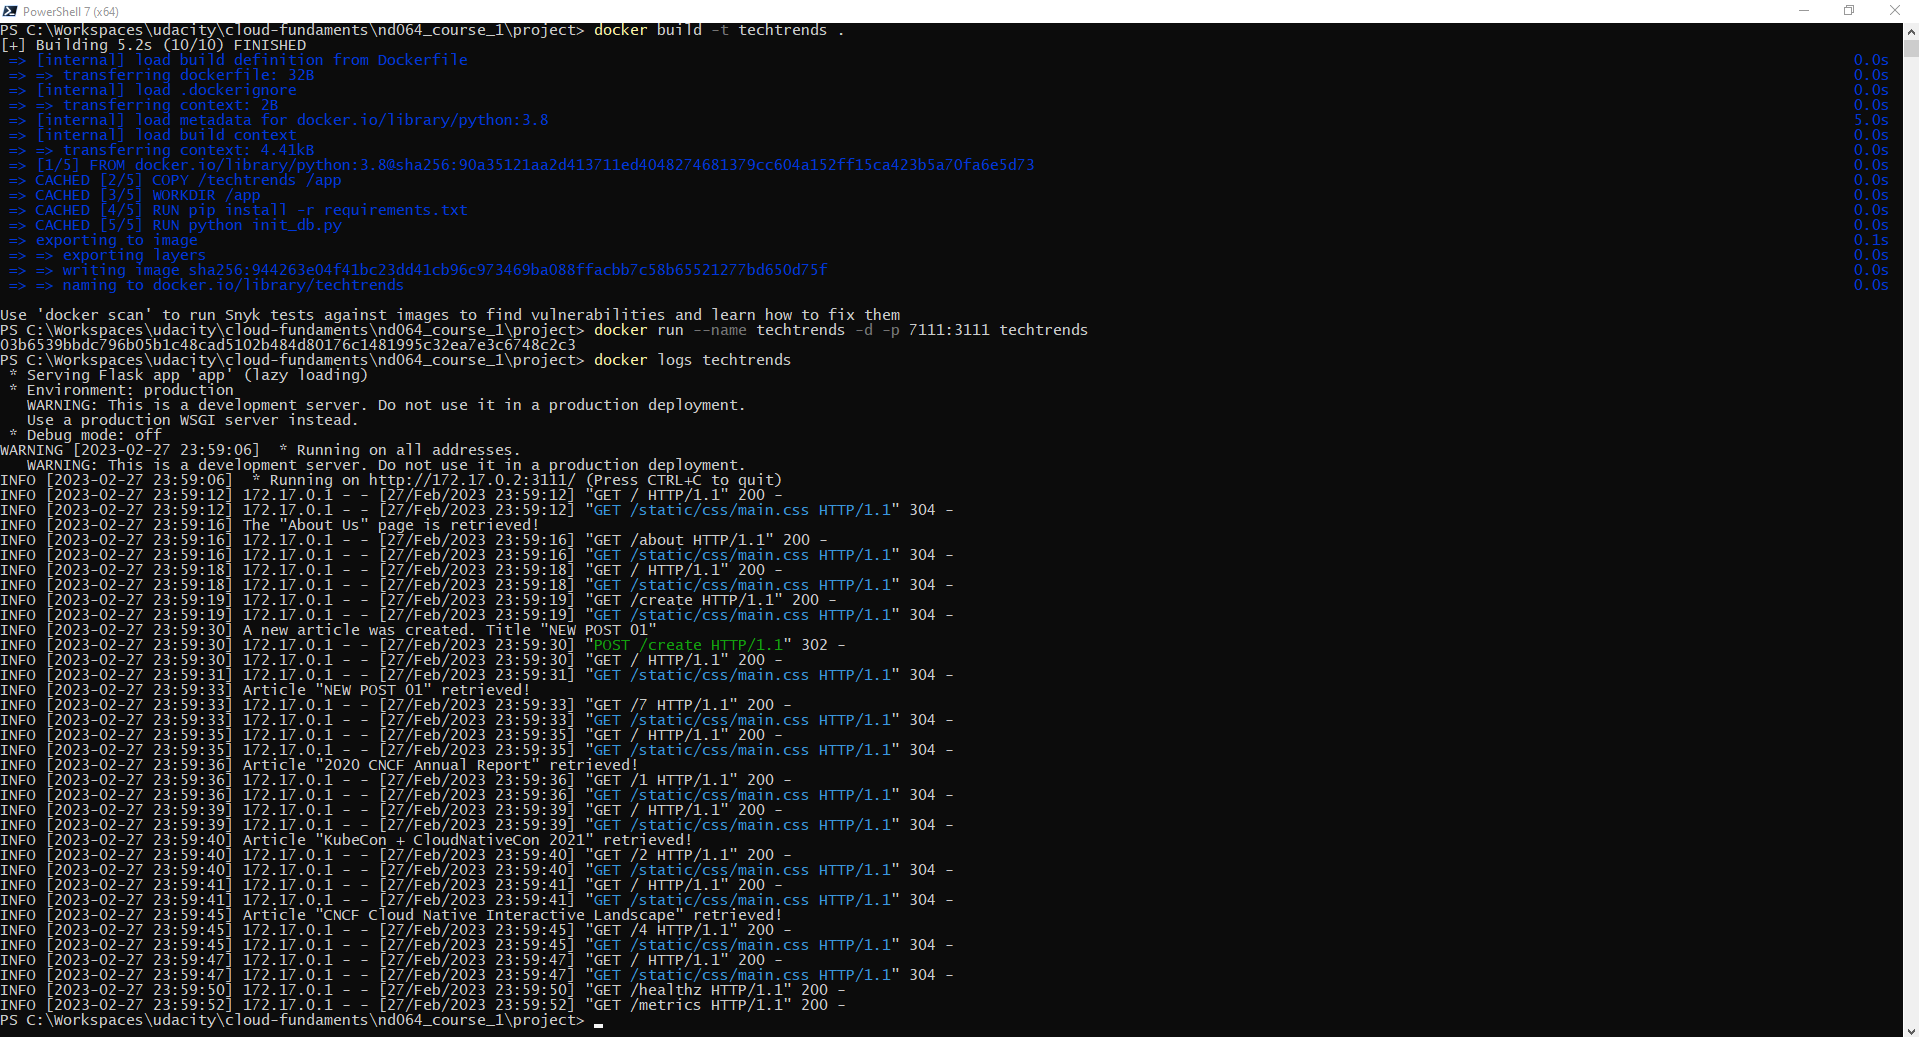 PowerShell 7 (x64)
PS C:\Workspaces\udacity\cloud-fundaments\nd064_course_1\project> docker build -t techtrends .
[+] Building 5.2s (10/10) FINISHED
=> [internal] load build definition from Dockerfile 0.0s
=> => transferring dockerfile: 32B 0.0s
=> [internal] load .dockerignore 0.0s
=> => transferring context: 2B 0.0s
=> [internal] load metadata for docker.io/library/python:3.8 5.0s
=> [internal] load build context 0.0s
=> => transferring context: 4.41kB 0.0s
=> [1/5] FROM docker.io/library/python:3.8@sha256:90a35121aa2d413711ed4048274681379cc604a152ff15ca423b5a70fa6e5d73 0.0s
=> CACHED [2/5] COPY /techtrends /app 0.0s
=> CACHED [3/5] WORKDIR /app 0.0s
=> CACHED [4/5] RUN pip install -r requirements.txt 0.0s
=> CACHED [5/5] RUN python init_db.py 0.0s
=> exporting to image 0.1s
=> => exporting layers 0.0s
=> => writing image sha256:944263e04f41bc23dd41cb96c973469ba088ffacbb7c58b65521277bd650d75f 0.0s
=> => naming to docker.io/library/techtrends 0.0s
Use 'docker scan' to run Snyk tests against images to find vulnerabilities and learn how to fix them
PS C:\Workspaces\udacity\cloud-fundaments\nd064_course_1\project> docker run --name techtrends -d -p 7111:3111 techtrends
03b6539bbdc796b05b1c48cad5102b484d80176c1481995c32ea7e3c6748c2c3
PS C:\Workspaces\udacity\cloud-fundaments\nd064_course_1\project> docker logs techtrends
* Serving Flask app 'app' (lazy loading)
* Environment: production
WARNING: This is a development server. Do not use it in a production deployment.
Use a production WSGI server instead.
* Debug mode: off
WARNING [2023-02-27 23:59:06]  * Running on all addresses.
WARNING: This is a development server. Do not use it in a production deployment.
INFO [2023-02-27 23:59:06]  * Running on http://172.17.0.2:3111/ (Press CTRL+C to quit)
INFO [2023-02-27 23:59:12] 172.17.0.1 - - [27/Feb/2023 23:59:12] "GET / HTTP/1.1" 200 -
INFO [2023-02-27 23:59:12] 172.17.0.1 - - [27/Feb/2023 23:59:12] "GET /static/css/main.css HTTP/1.1" 304 -
INFO [2023-02-27 23:59:16] The "About Us" page is retrieved!
INFO [2023-02-27 23:59:16] 172.17.0.1 - - [27/Feb/2023 23:59:16] "GET /about HTTP/1.1" 200 -
INFO [2023-02-27 23:59:16] 172.17.0.1 - - [27/Feb/2023 23:59:16] "GET /static/css/main.css HTTP/1.1" 304 -
INFO [2023-02-27 23:59:18] 172.17.0.1 - - [27/Feb/2023 23:59:18] "GET / HTTP/1.1" 200 -
INFO [2023-02-27 23:59:18] 172.17.0.1 - - [27/Feb/2023 23:59:18] "GET /static/css/main.css HTTP/1.1" 304 -
INFO [2023-02-27 23:59:19] 172.17.0.1 - - [27/Feb/2023 23:59:19] "GET /create HTTP/1.1" 200 -
INFO [2023-02-27 23:59:19] 172.17.0.1 - - [27/Feb/2023 23:59:19] "GET /static/css/main.css HTTP/1.1" 304 -
INFO [2023-02-27 23:59:30] A new article was created. Title "NEW POST 01"
INFO [2023-02-27 23:59:30] 172.17.0.1 - - [27/Feb/2023 23:59:30] "POST /create HTTP/1.1" 302 -
INFO [2023-02-27 23:59:30] 172.17.0.1 - - [27/Feb/2023 23:59:30] "GET / HTTP/1.1" 200 -
INFO [2023-02-27 23:59:31] 172.17.0.1 - - [27/Feb/2023 23:59:31] "GET /static/css/main.css HTTP/1.1" 304 -
INFO [2023-02-27 23:59:33] Article "NEW POST 01" retrieved!
INFO [2023-02-27 23:59:33] 172.17.0.1 - - [27/Feb/2023 23:59:33] "GET /7 HTTP/1.1" 200 -
INFO [2023-02-27 23:59:33] 172.17.0.1 - - [27/Feb/2023 23:59:33] "GET /static/css/main.css HTTP/1.1" 304 -
INFO [2023-02-27 23:59:35] 172.17.0.1 - - [27/Feb/2023 23:59:35] "GET / HTTP/1.1" 200 -
INFO [2023-02-27 23:59:35] 172.17.0.1 - - [27/Feb/2023 23:59:35] "GET /static/css/main.css HTTP/1.1" 304 -
INFO [2023-02-27 23:59:36] Article "2020 CNCF Annual Report" retrieved!
INFO [2023-02-27 23:59:36] 172.17.0.1 - - [27/Feb/2023 23:59:36] "GET /1 HTTP/1.1" 200 -
INFO [2023-02-27 23:59:36] 172.17.0.1 - - [27/Feb/2023 23:59:36] "GET /static/css/main.css HTTP/1.1" 304 -
INFO [2023-02-27 23:59:39] 172.17.0.1 - - [27/Feb/2023 23:59:39] "GET / HTTP/1.1" 200 -
INFO [2023-02-27 23:59:39] 172.17.0.1 - - [27/Feb/2023 23:59:39] "GET /static/css/main.css HTTP/1.1" 304 -
INFO [2023-02-27 23:59:40] Article "KubeCon + CloudNativeCon 2021" retrieved!
INFO [2023-02-27 23:59:40] 172.17.0.1 - - [27/Feb/2023 23:59:40] "GET /2 HTTP/1.1" 200 -
INFO [2023-02-27 23:59:40] 172.17.0.1 - - [27/Feb/2023 23:59:40] "GET /static/css/main.css HTTP/1.1" 304 -
INFO [2023-02-27 23:59:41] 172.17.0.1 - - [27/Feb/2023 23:59:41] "GET / HTTP/1.1" 200 -
INFO [2023-02-27 23:59:41] 172.17.0.1 - - [27/Feb/2023 23:59:41] "GET /static/css/main.css HTTP/1.1" 304 -
INFO [2023-02-27 23:59:45] Article "CNCF Cloud Native Interactive Landscape" retrieved!
INFO [2023-02-27 23:59:45] 172.17.0.1 - - [27/Feb/2023 23:59:45] "GET /4 HTTP/1.1" 200 -
INFO [2023-02-27 23:59:45] 172.17.0.1 - - [27/Feb/2023 23:59:45] "GET /static/css/main.css HTTP/1.1" 304 -
INFO [2023-02-27 23:59:47] 172.17.0.1 - - [27/Feb/2023 23:59:47] "GET / HTTP/1.1" 200 -
INFO [2023-02-27 23:59:47] 172.17.0.1 - - [27/Feb/2023 23:59:47] "GET /static/css/main.css HTTP/1.1" 304 -
INFO [2023-02-27 23:59:50] 172.17.0.1 - - [27/Feb/2023 23:59:50] "GET /healthz HTTP/1.1" 200 -
INFO [2023-02-27 23:59:52] 172.17.0.1 - - [27/Feb/2023 23:59:52] "GET /metrics HTTP/1.1" 200 -
PS C:\Workspaces\udacity\cloud-fundaments\nd064_course_1\project>